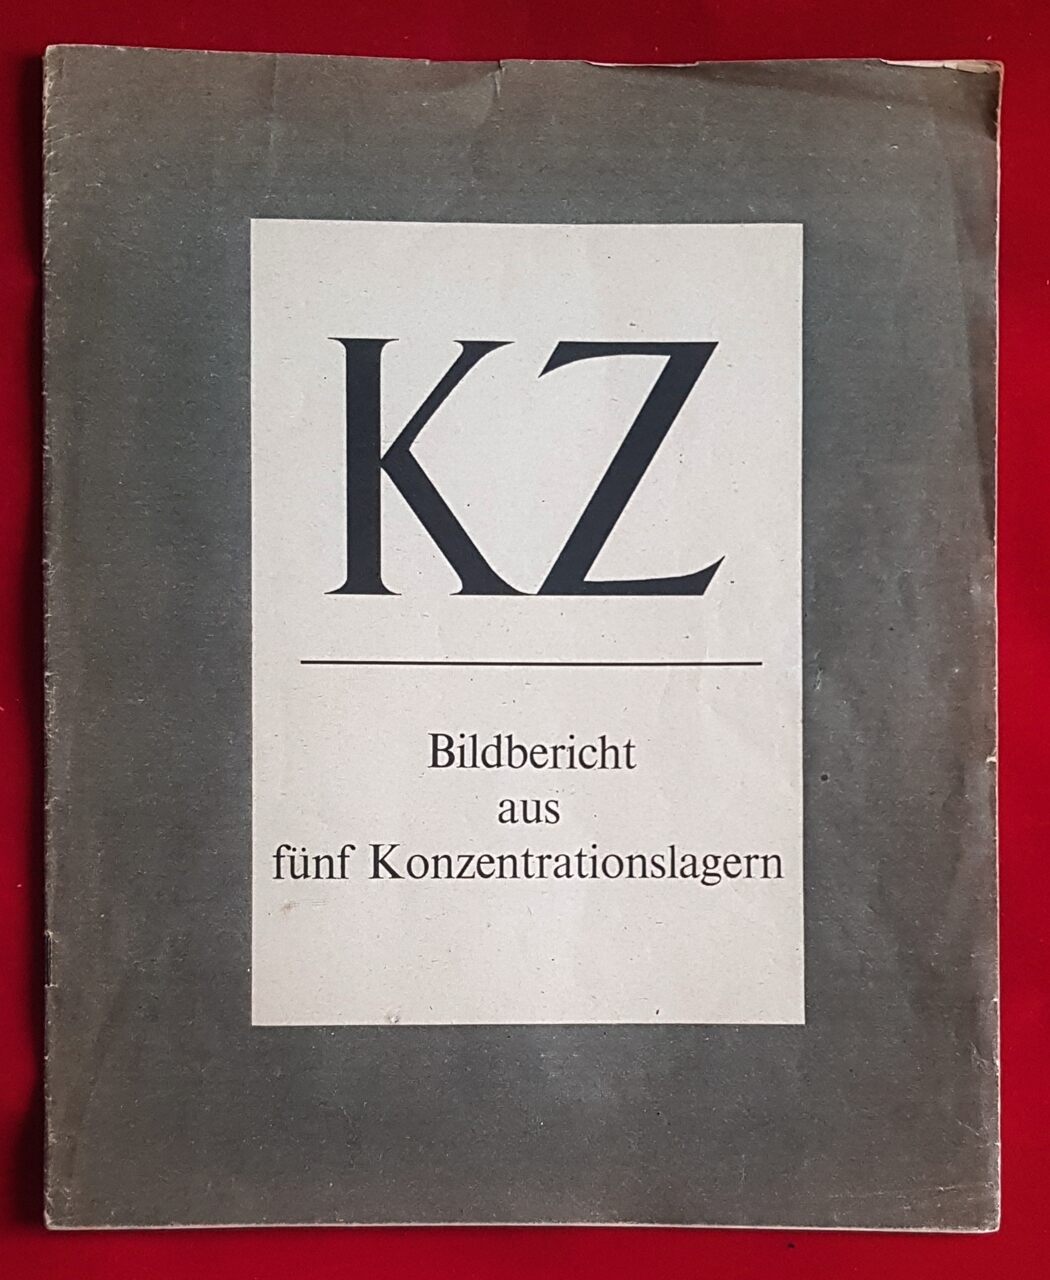 KZ
Bildbericht
aus
fünf Konzentrationslagern